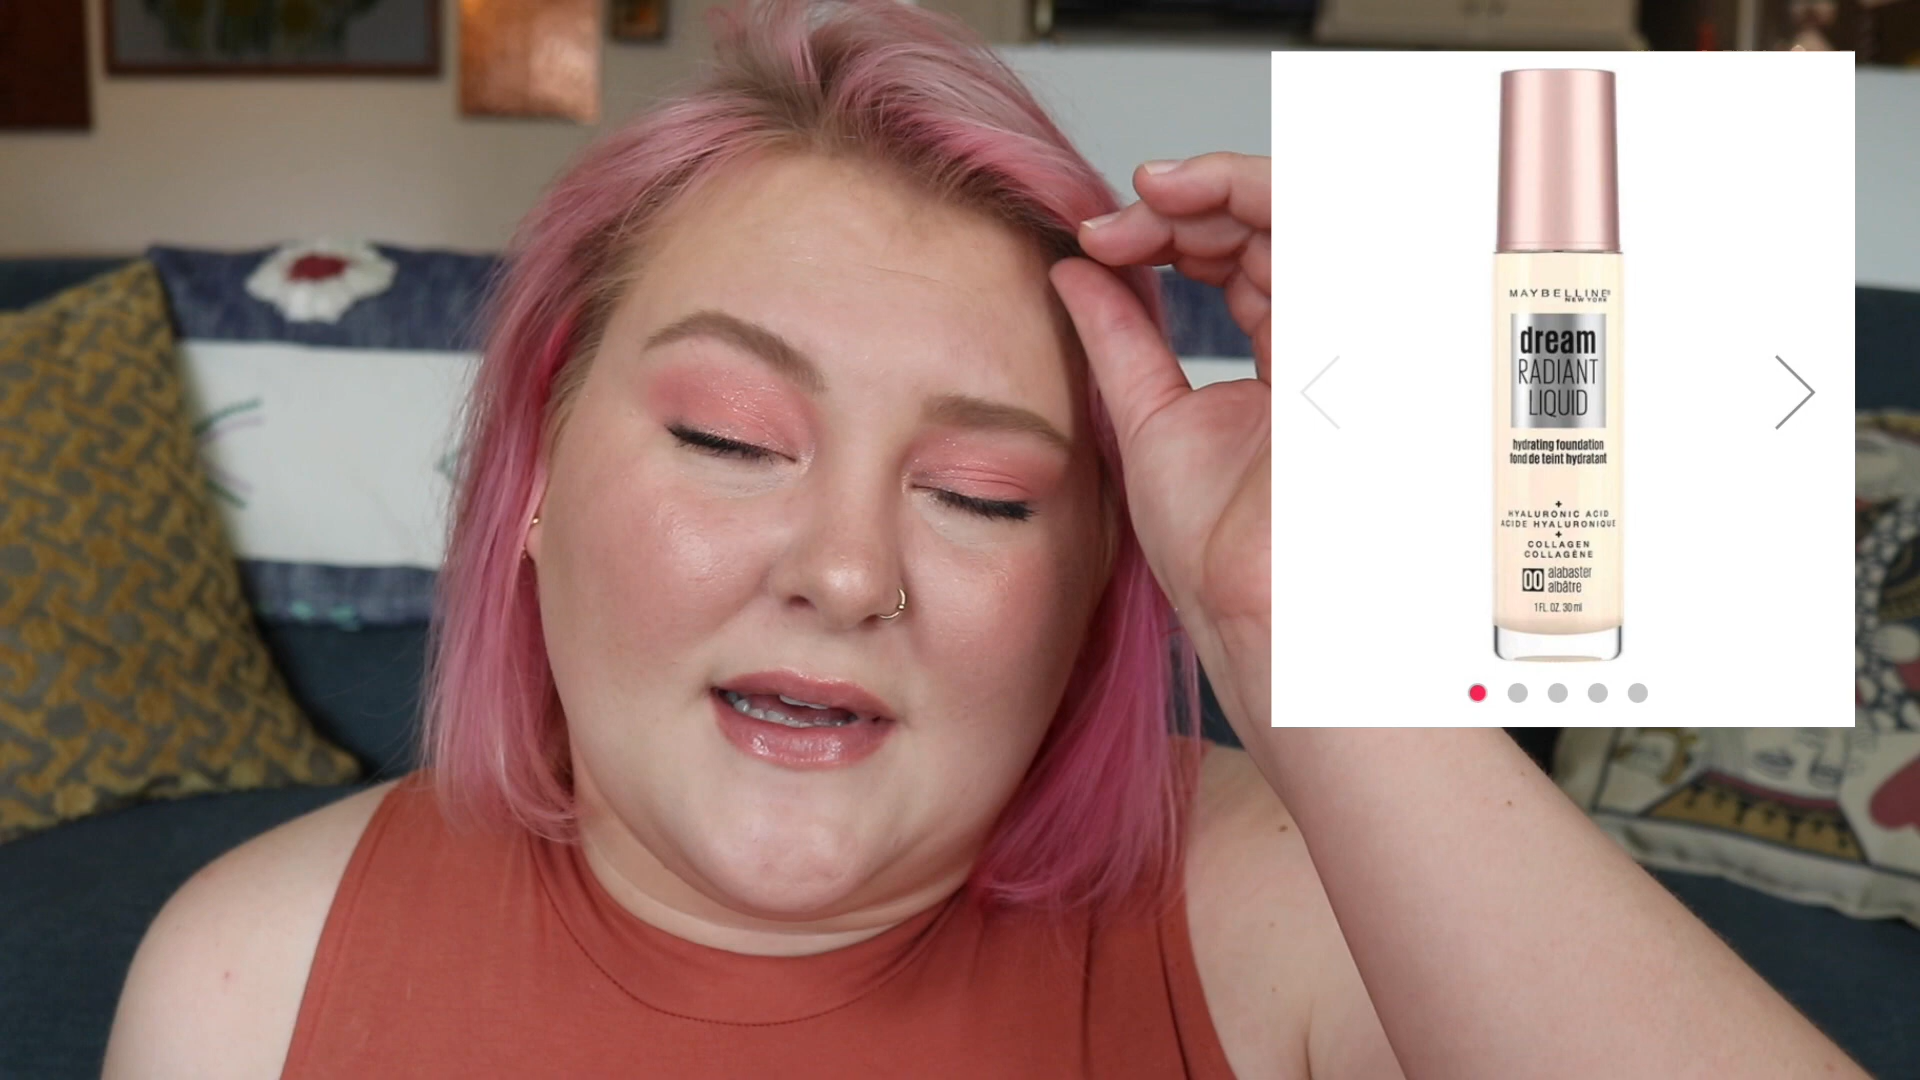 MAYBELLINE
NEW YORK
dream
RADIANT
LIQUID
hydrating foundation
fond de teint hydratant
+
HYALURONIC ACID
ACIDE HYALURONIQUE
+
COLLAGEN
COLLAGÈNE
00 alabaster
albâtre
1 FL. OZ. 30 ml